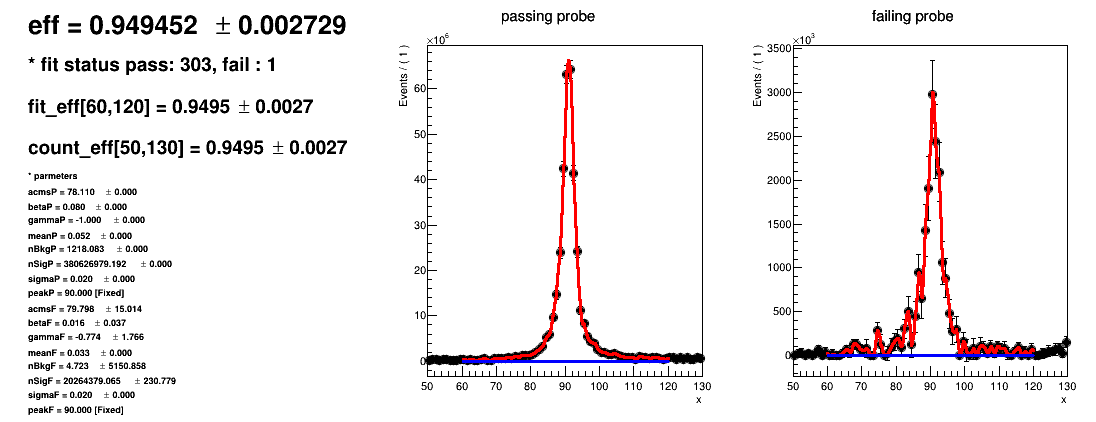 eff = 0.949452 ± 0.002729
* fit status pass: 303, fail : 1
fit_eff[60,120] = 0.9495 ± 0.0027
count_eff[50,130] = 0.9495 ± 0.0027
* parmeters
acmsP = 78.110 ± 0.000
betaP = 0.080 ± 0.000
gammaP = -1.000 ± 0.000
meanP = 0.052 ± 0.000
nBkgP = 1218.083 ± 0.000
nSigP = 380626979.192 ± 0.000
sigmaP = 0.020 ± 0.000
peakP = 90.000 [Fixed]
acmsF = 79.798 ± 15.014
betaF = 0.016 ± 0.037
gammaF = -0.774 ± 1.766
meanF = 0.033 ± 0.000
nBkgF = 4.723 ± 5150.858
nSigF = 20264379.065 ± 230.779
sigmaF = 0.020 ± 0.000
peakF = 90.000 [Fixed]
passing probe
×10⁶
Events / ( 1 )
60
50
40
30
20
10
0
50 60 70 80 90 100 110 120 130
x
failing probe
×10³
Events / ( 1 )
3500
3000
2500
2000
1500
1000
500
0
50 60 70 80 90 100 110 120 130
x